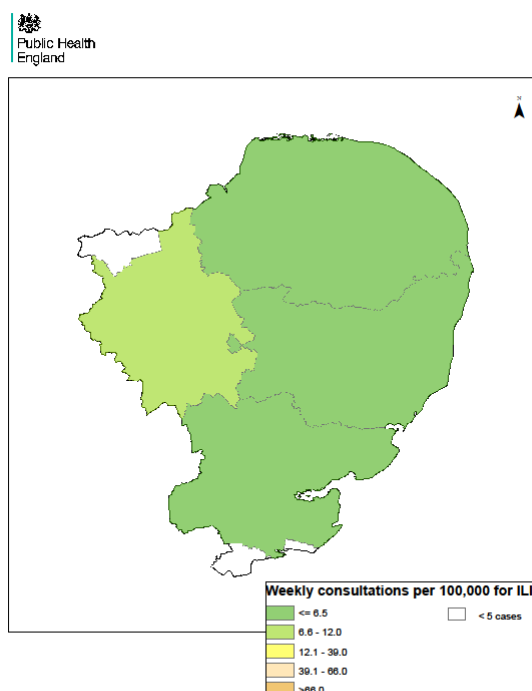 Public Health
England
N
Weekly consultations per 100,000 for ILI
<= 6.5
< 5 cases
6.6 - 12.0
12.1 - 39.0
39.1 - 66.0
>66.0